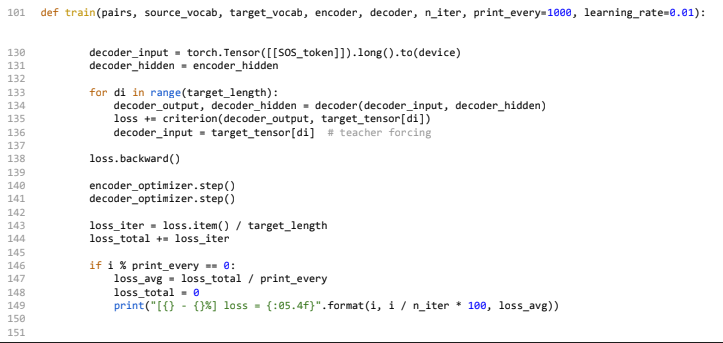 101 def train(pairs, source_vocab, target_vocab, encoder, decoder, n_iter, print_every=1000, learning_rate=0.01):
130         decoder_input = torch.Tensor([[SOS_token]]).long().to(device)
131         decoder_hidden = encoder_hidden
132
133         for di in range(target_length):
134             decoder_output, decoder_hidden = decoder(decoder_input, decoder_hidden)
135             loss += criterion(decoder_output, target_tensor[di])
136             decoder_input = target_tensor[di]  # teacher forcing
137
138         loss.backward()
139
140         encoder_optimizer.step()
141         decoder_optimizer.step()
142
143         loss_iter = loss.item() / target_length
144         loss_total += loss_iter
145
146         if i % print_every == 0:
147             loss_avg = loss_total / print_every
148             loss_total = 0
149             print("[{} - {}%] loss = {:05.4f}".format(i, i / n_iter * 100, loss_avg))
150
151